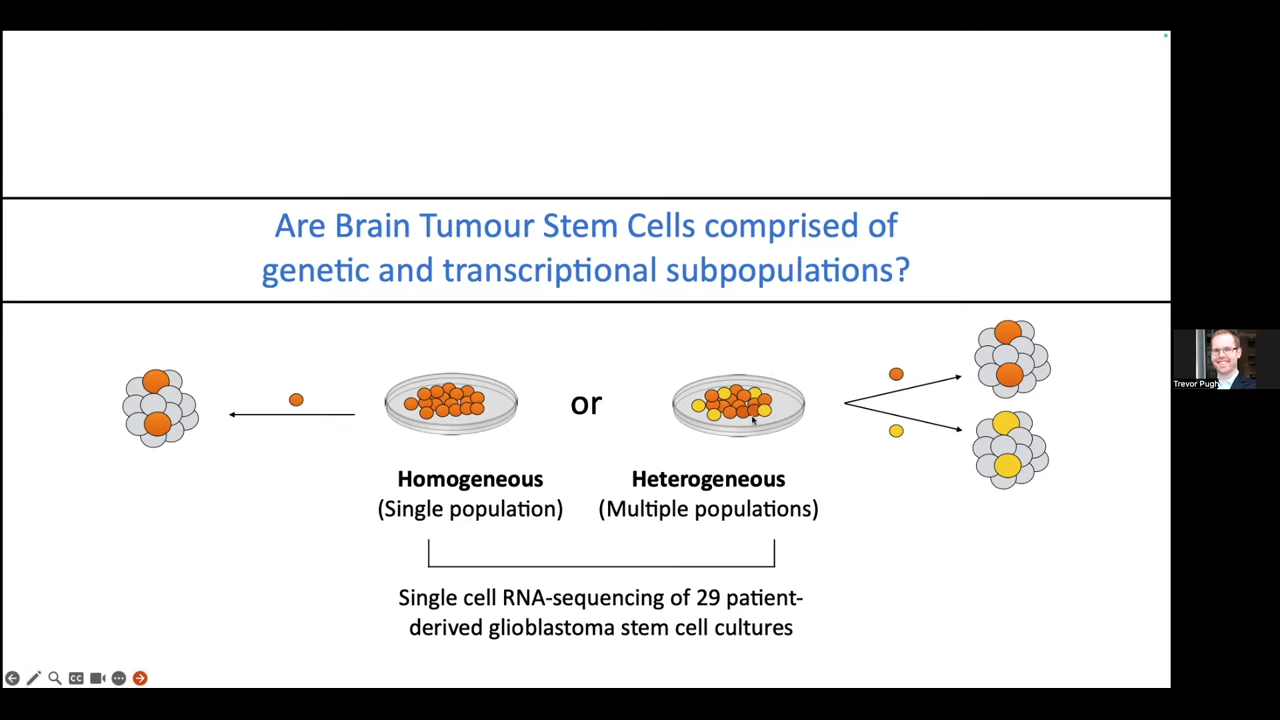 Are Brain Tumour Stem Cells comprised of
genetic and transcriptional subpopulations?
or
Homogeneous
(Single population)
Heterogeneous
(Multiple populations)
Single cell RNA-sequencing of 29 patient-
derived glioblastoma stem cell cultures
Trevor Pugh
CC